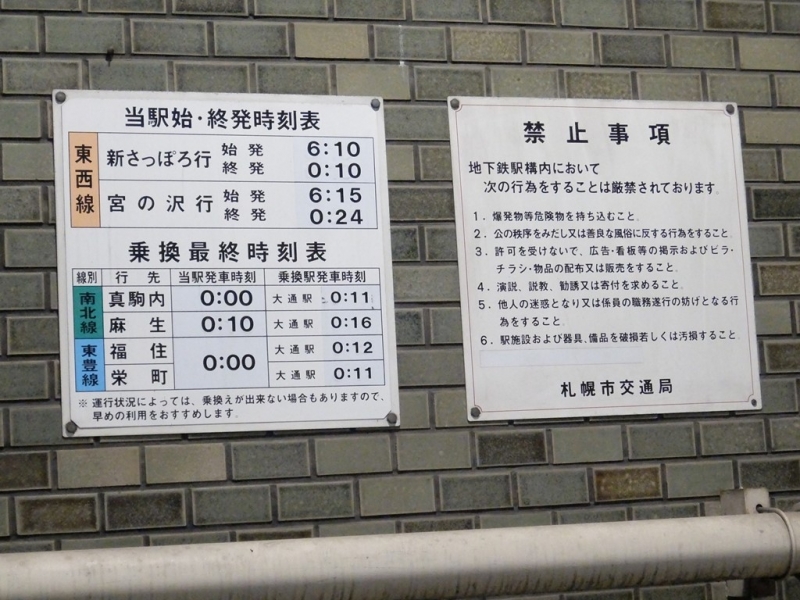 当駅始・終発時刻表
東西線
新さっぽろ行 始発 6:10
終発 0:10
宮の沢行 始発 6:15
終発 0:24
乗換最終時刻表
線別 行先 当駅発車時刻 乗換駅発車時刻
南北線 真駒内 0:00 大通駅 0:11
麻生 0:10 大通駅 0:16
東豊線 福住 0:00 大通駅 0:12
栄町 大通駅 0:11
※ 運行状況によっては、乗換えが出来ない場合もありますので、
早めの利用をおすすめします。
禁止事項
地下鉄駅構内において
次の行為をすることは厳禁されております。
1．爆発物等危険物を持ち込むこと。
2．公の秩序をみだし又は善良な風俗に反する行為をすること。
3．許可を受けないで、広告・看板等の掲示およびビラ・
チラシ・物品の配布又は販売をすること。
4．演説、説教、勧誘又は寄付を求めること。
5．他人の迷惑となり又は係員の職務遂行の妨げとなる行
為をすること。
6．駅施設および器具、備品を破損若しくは汚損すること。
札幌市交通局